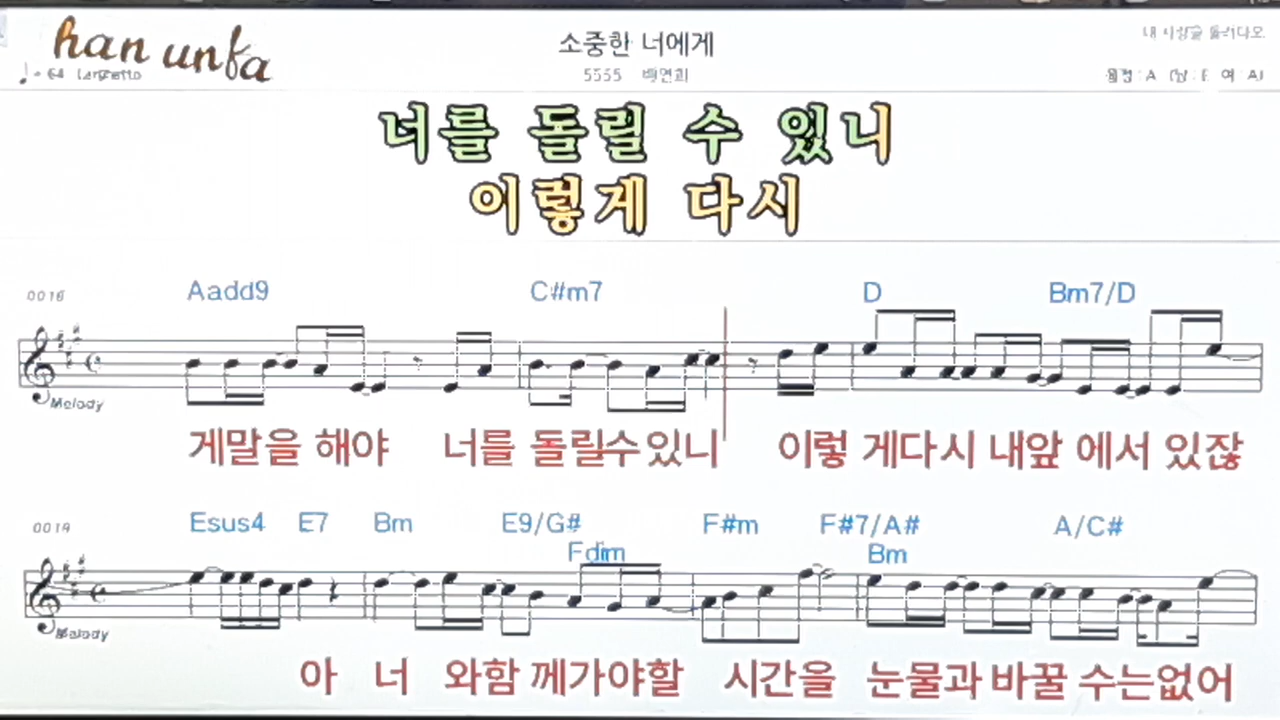 han unfa
소중한 너에게
내 사랑을 돌려다오
♩= 64 Larghetto
5555 백연희
음정 : A (남 : E 여 : A)
너를 돌릴 수 있니
이렇게 다시
0016 Aadd9 C#m7 D Bm7/D
Melody
게말을 해야 너를 돌릴수있니 이렇 게다시 내앞 에서 있잖
0019 Esus4 E7 Bm E9/G# F#m F#7/A# A/C#
Fdim Bm
Melody
아 너 와함 께가야할 시간을 눈물과 바꿀 수는없어